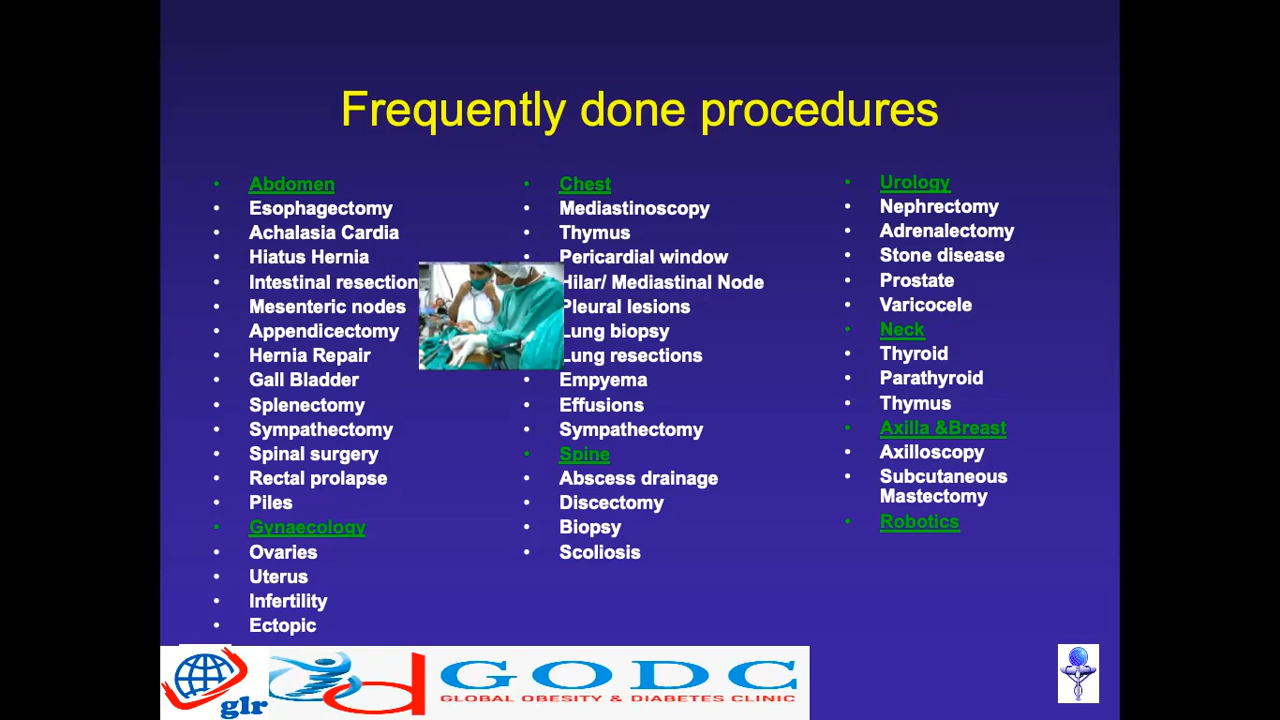 Frequently done procedures
• Abdomen
• Esophagectomy
• Achalasia Cardia
• Hiatus Hernia
• Intestinal resection
• Mesenteric nodes
• Appendicectomy
• Hernia Repair
• Gall Bladder
• Splenectomy
• Sympathectomy
• Spinal surgery
• Rectal prolapse
• Piles
• Gynaecology
• Ovaries
• Uterus
• Infertility
• Ectopic
• Chest
• Mediastinoscopy
• Thymus
• Pericardial window
Hilar/ Mediastinal Node
Pleural lesions
Lung biopsy
Lung resections
• Empyema
• Effusions
• Sympathectomy
• Spine
• Abscess drainage
• Discectomy
• Biopsy
• Scoliosis
• Urology
• Nephrectomy
• Adrenalectomy
• Stone disease
• Prostate
• Varicocele
• Neck
• Thyroid
• Parathyroid
• Thymus
• Axilla &Breast
• Axilloscopy
• Subcutaneous
Mastectomy
• Robotics
glr
GODC
GLOBAL OBESITY & DIABETES CLINIC